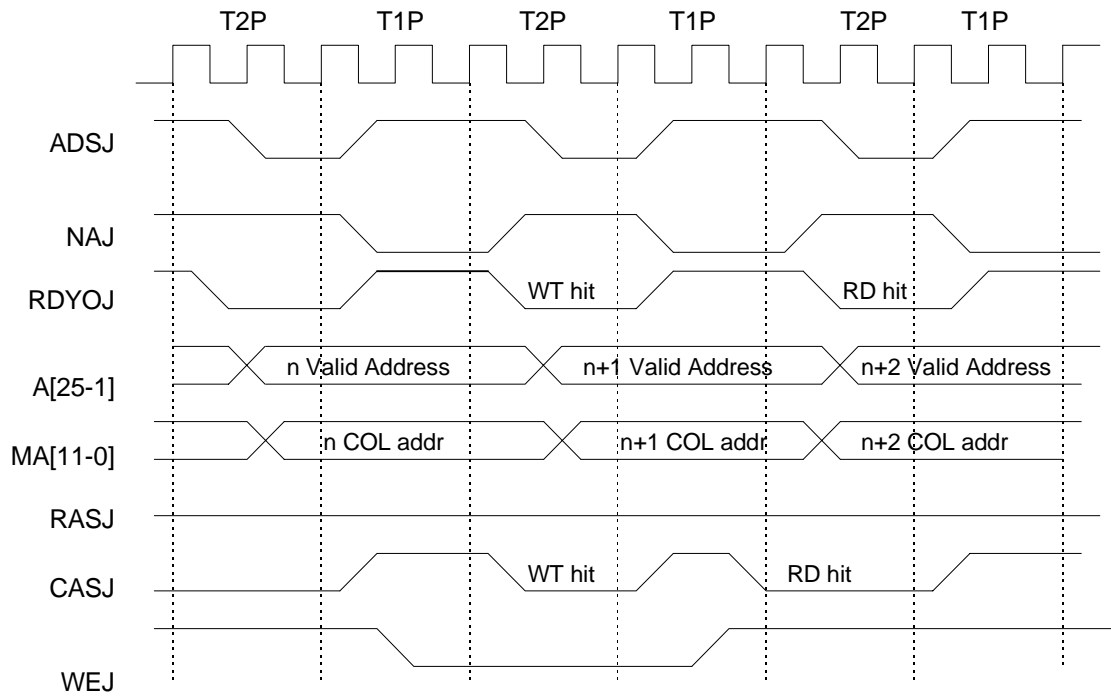 T2P T1P T2P T1P T2P T1P
ADSJ
NAJ
RDYOJ WT hit RD hit
A[25-1] n Valid Address n+1 Valid Address n+2 Valid Address
MA[11-0] n COL addr n+1 COL addr n+2 COL addr
RASJ
CASJ WT hit RD hit
WEJ